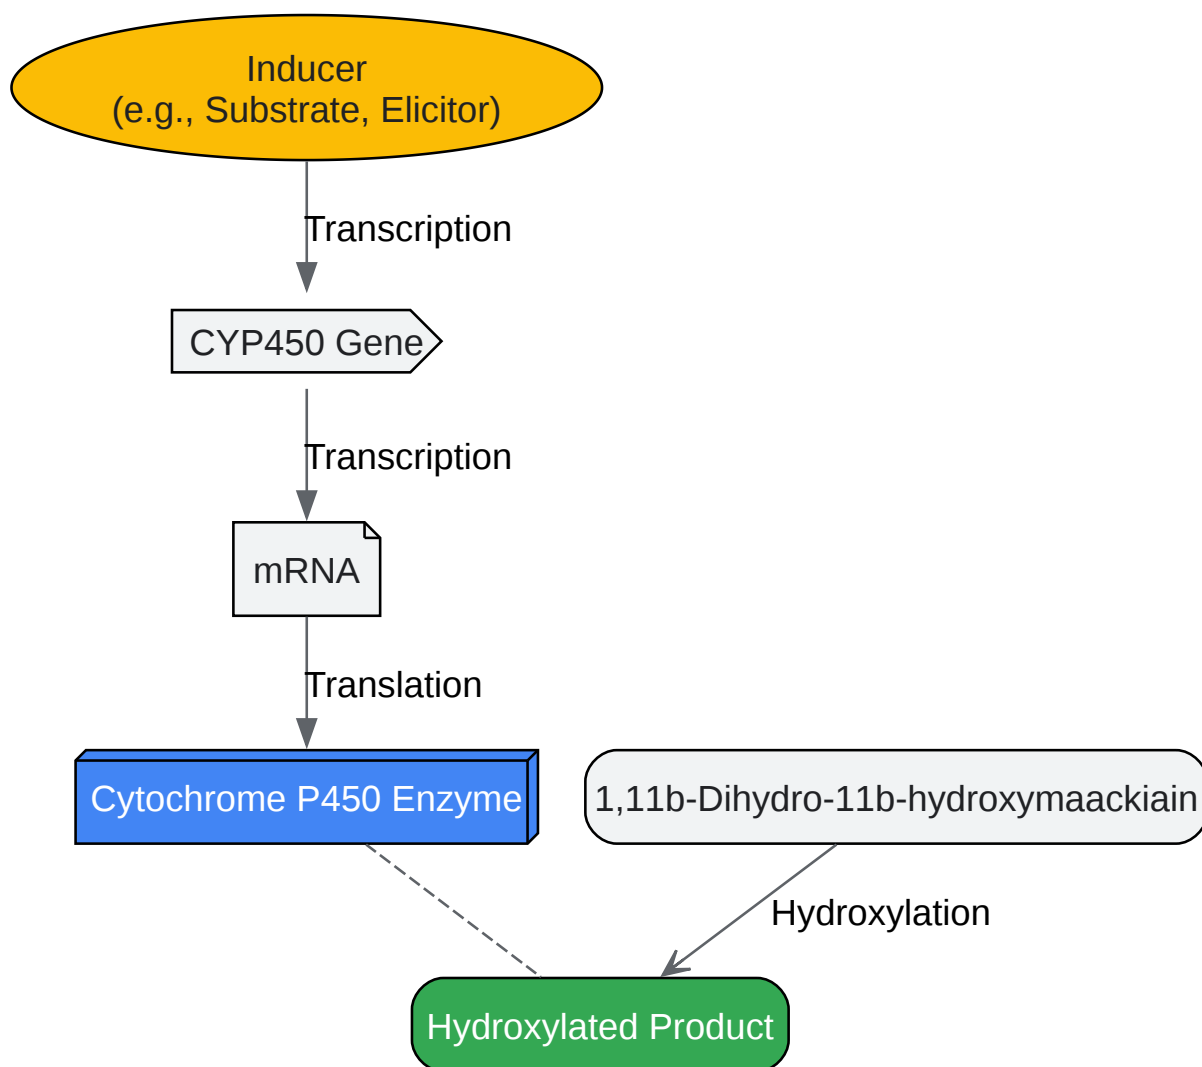 Inducer
(e.g., Substrate, Elicitor)
Transcription
CYP450 Gene
Transcription
mRNA
Translation
Cytochrome P450 Enzyme
1,11b-Dihydro-11b-hydroxymaackiain
Hydroxylation
Hydroxylated Product